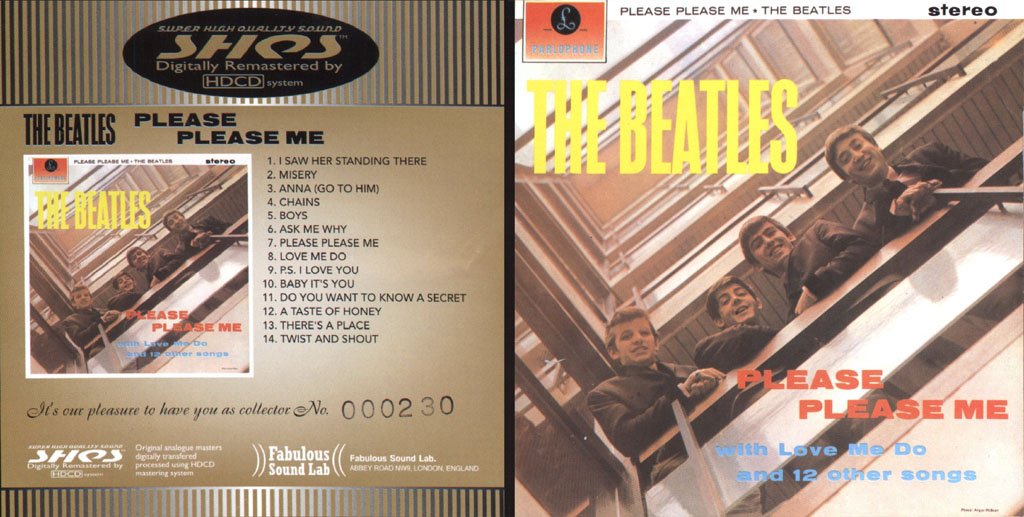 SUPER HIGH QUALITY SOUND
SHQS™
Digitally Remastered by
HDCD system
THE BEATLES PLEASE
PLEASE ME
PLEASE PLEASE ME • THE BEATLES stereo
THE BEATLES
PLEASE
PLEASE ME
with Love Me Do
and 12 other songs
1. I SAW HER STANDING THERE
2. MISERY
3. ANNA (GO TO HIM)
4. CHAINS
5. BOYS
6. ASK ME WHY
7. PLEASE PLEASE ME
8. LOVE ME DO
9. P.S. I LOVE YOU
10. BABY IT'S YOU
11. DO YOU WANT TO KNOW A SECRET
12. A TASTE OF HONEY
13. THERE'S A PLACE
14. TWIST AND SHOUT
It's our pleasure to have you as collector No. 000230
SUPER HIGH QUALITY SOUND
SHQS
Digitally Remastered by
HDCD system
Original analogue masters
digitally transferred
processed using HDCD
mastering system
Fabulous
Sound Lab
Fabulous Sound Lab.
ABBEY ROAD NW9, LONDON, ENGLAND
PARLOPHONE
PLEASE PLEASE ME • THE BEATLES stereo
THE BEATLES
PLEASE
PLEASE ME
with Love Me Do
and 12 other songs
Photo: Angus McBean